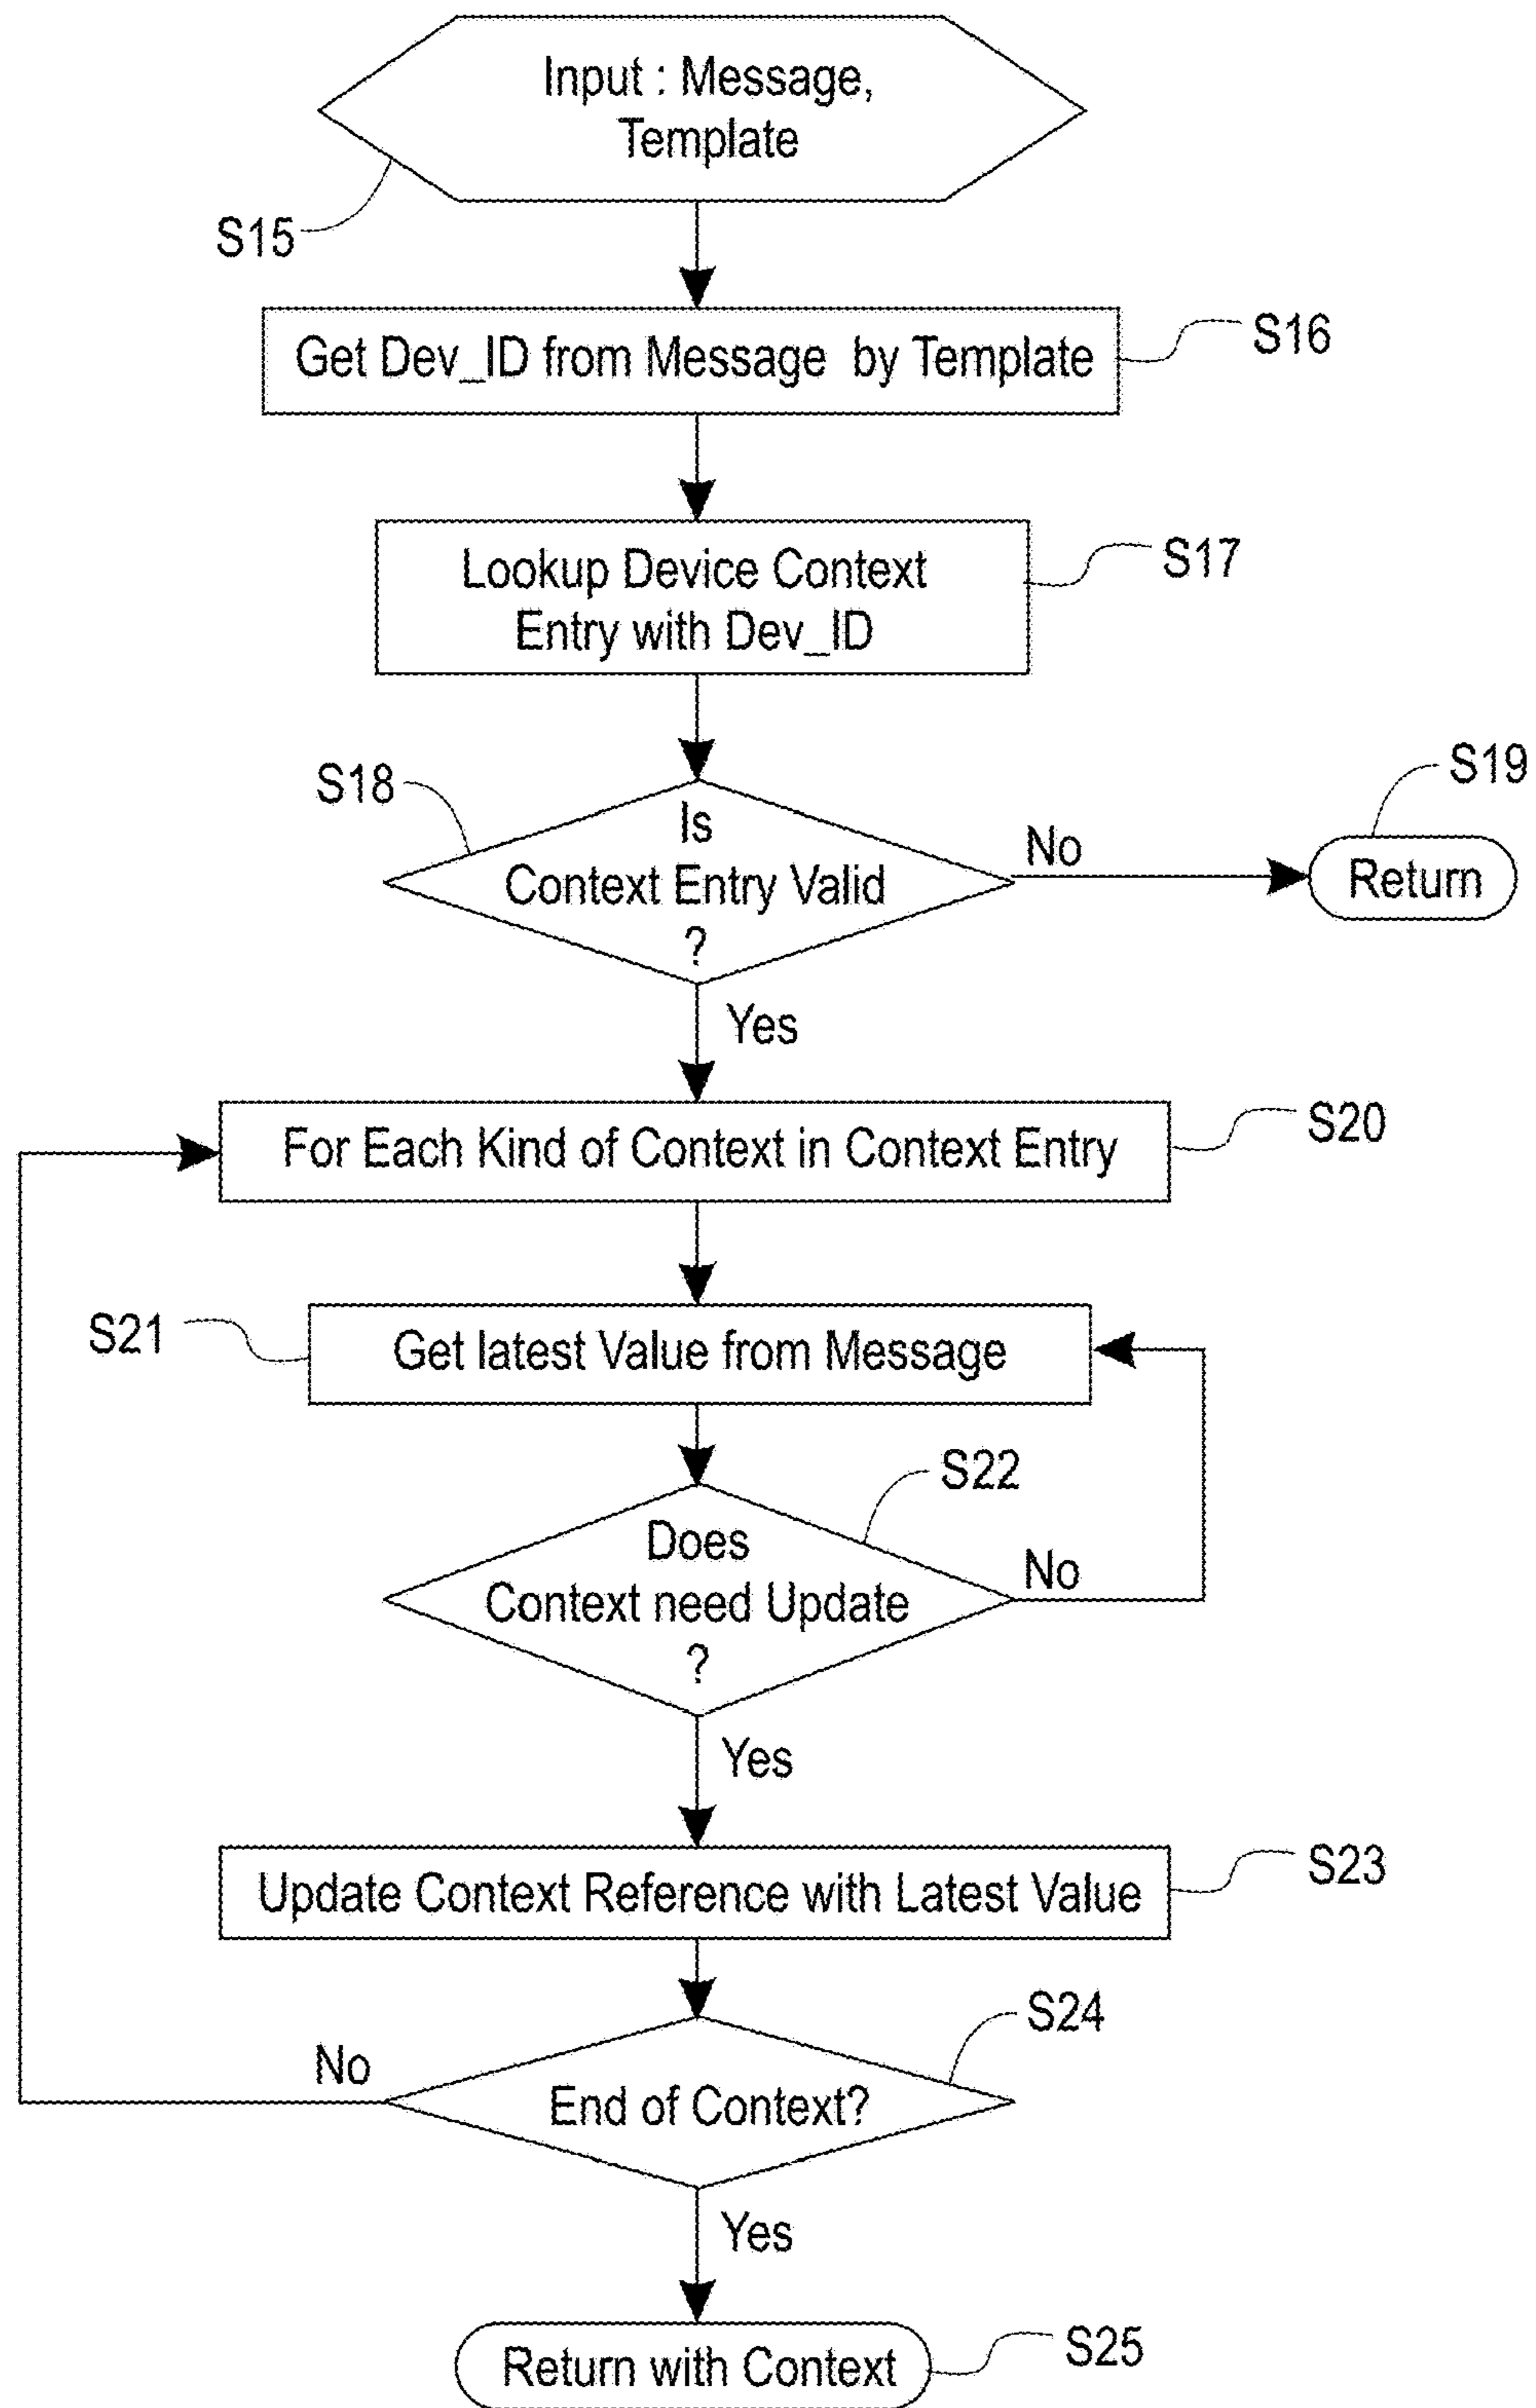 Input : Message,
Template
S15
Get Dev_ID from Message by Template
S16
Lookup Device Context
Entry with Dev_ID
S17
S18
Is
Context Entry Valid
?
No
S19
Return
Yes
For Each Kind of Context in Context Entry
S20
S21
Get latest Value from Message
S22
Does
Context need Update
?
No
Yes
Update Context Reference with Latest Value
S23
S24
No
End of Context?
Yes
Return with Context
S25